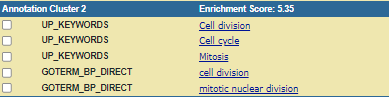 Annotation Cluster 2 Enrichment Score: 5.35
UP_KEYWORDS Cell division
UP_KEYWORDS Cell cycle
UP_KEYWORDS Mitosis
GOTERM_BP_DIRECT cell division
GOTERM_BP_DIRECT mitotic nuclear division